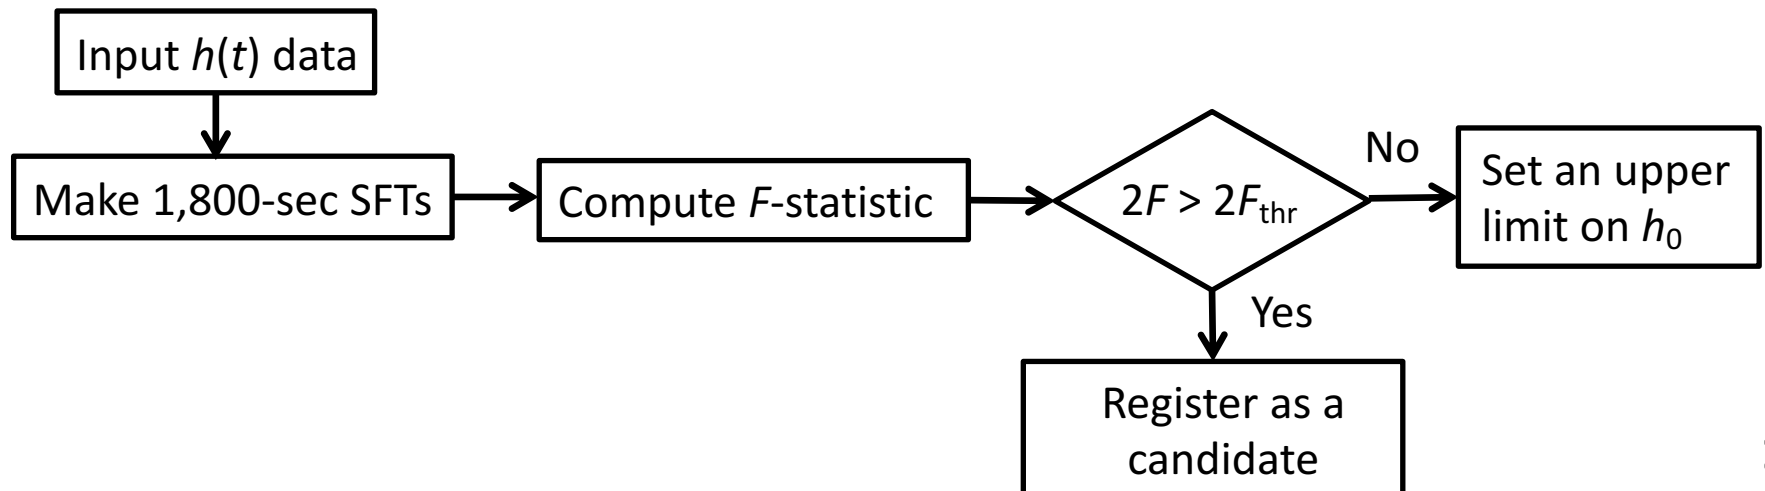 Input h(t) data
Make 1,800-sec SFTs
Compute F-statistic
2F > 2Fthr
No
Set an upper
limit on h0
Yes
Register as a
candidate